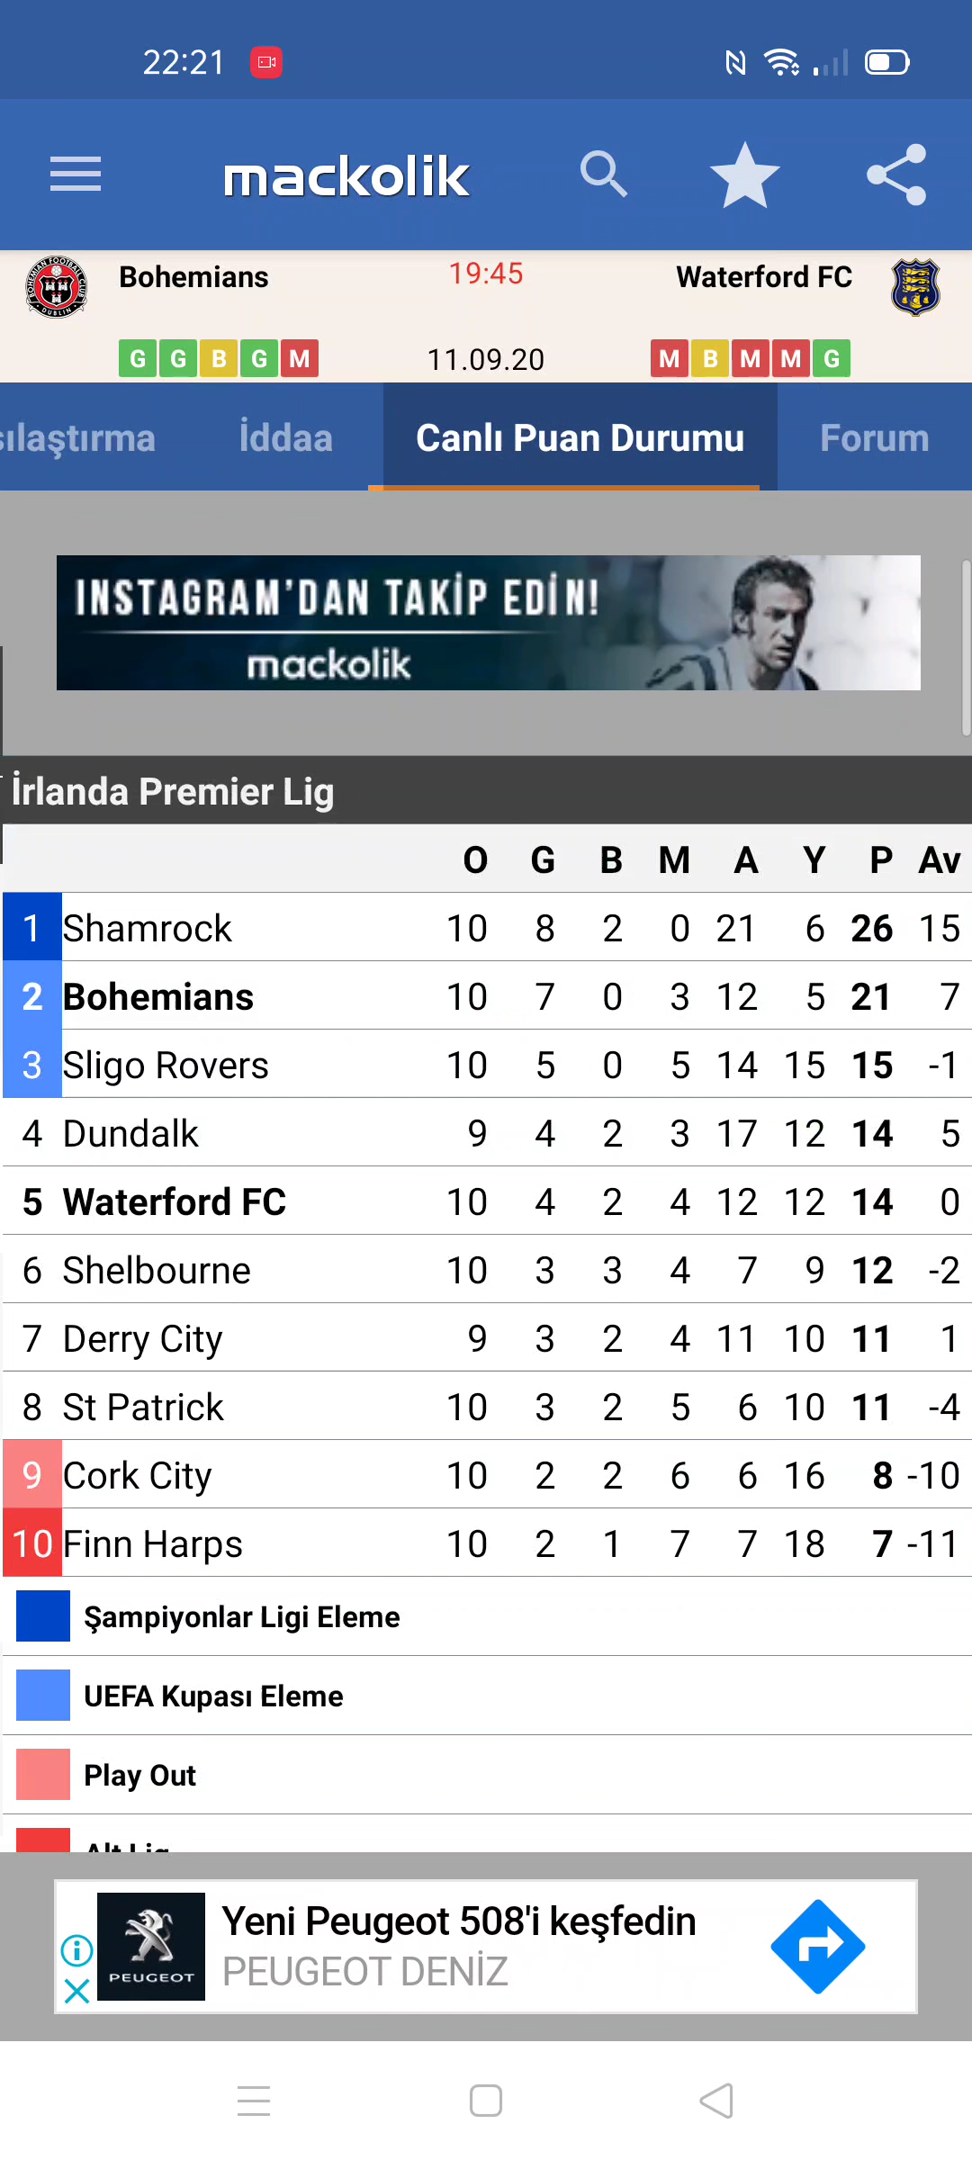 22:21
mackolik
Bohemians 19:45 Waterford FC
G G B G M 11.09.20 M B M M G
sılaştırma İddaa Canlı Puan Durumu Forum
INSTAGRAM'DAN TAKİP EDİN!
mackolik
İrlanda Premier Lig
O G B M A Y P Av
1 Shamrock 10 8 2 0 21 6 26 15
2 Bohemians 10 7 0 3 12 5 21 7
3 Sligo Rovers 10 5 0 5 14 15 15 -1
4 Dundalk 9 4 2 3 17 12 14 5
5 Waterford FC 10 4 2 4 12 12 14 0
6 Shelbourne 10 3 3 4 7 9 12 -2
7 Derry City 9 3 2 4 11 10 11 1
8 St Patrick 10 3 2 5 6 10 11 -4
9 Cork City 10 2 2 6 6 16 8 -10
10 Finn Harps 10 2 1 7 7 18 7 -11
Şampiyonlar Ligi Eleme
UEFA Kupası Eleme
Play Out
Alt Lig
Yeni Peugeot 508'i keşfedin
PEUGEOT PEUGEOT DENİZ